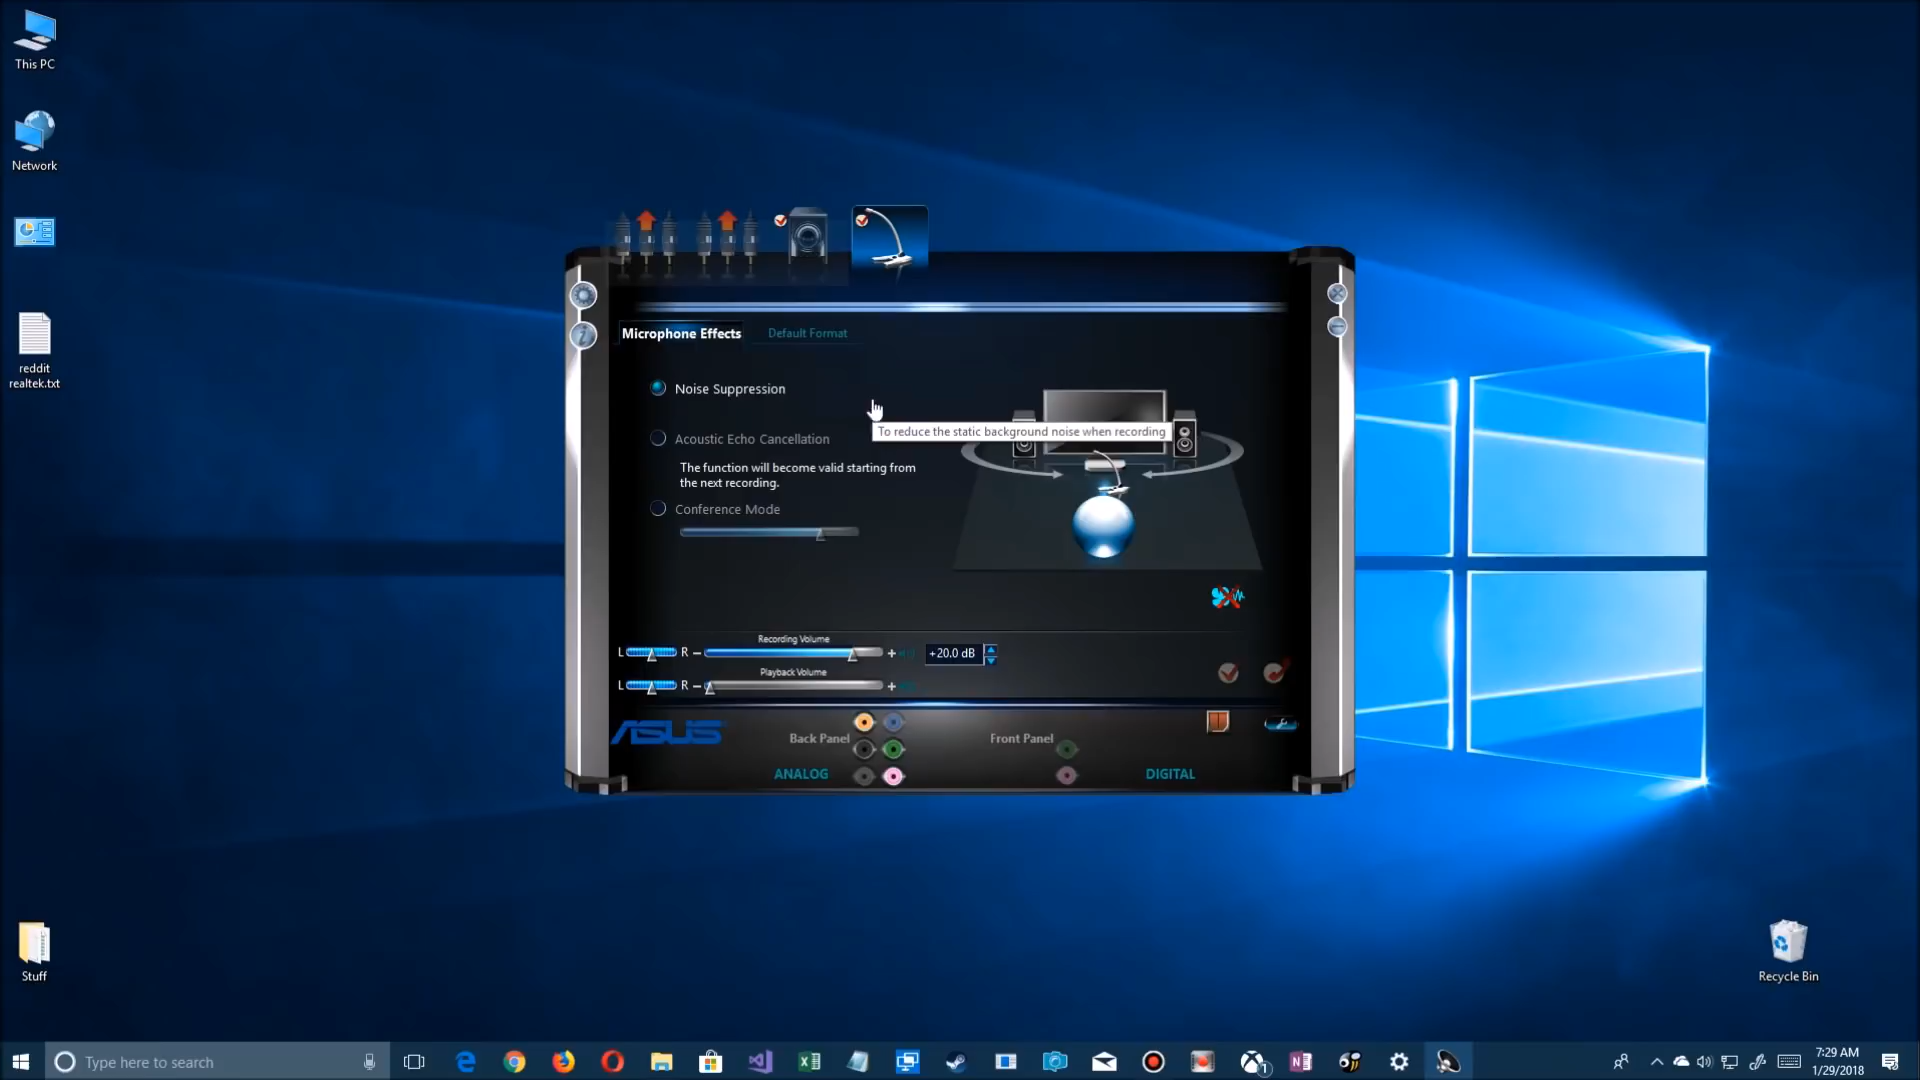 This PC
Network
reddit
realtek.txt
Stuff
Microphone Effects
Default Format
Noise Suppression
To reduce the static background noise when recording
Acoustic Echo Cancellation
The function will become valid starting from
the next recording.
Conference Mode
Recording Volume
L R +20.0 dB
Playback Volume
L R
ASUS
Back Panel
Front Panel
ANALOG
DIGITAL
Recycle Bin
Type here to search
7:29 AM
1/29/2018